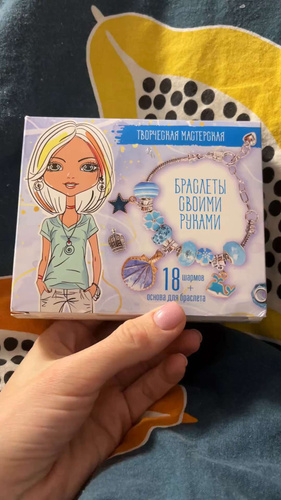 ТВОРЧЕСКАЯ МАСТЕРСКАЯ
БРАСЛЕТЫ
СВОИМИ
РУКАМИ
18 шармов +
основа для браслета